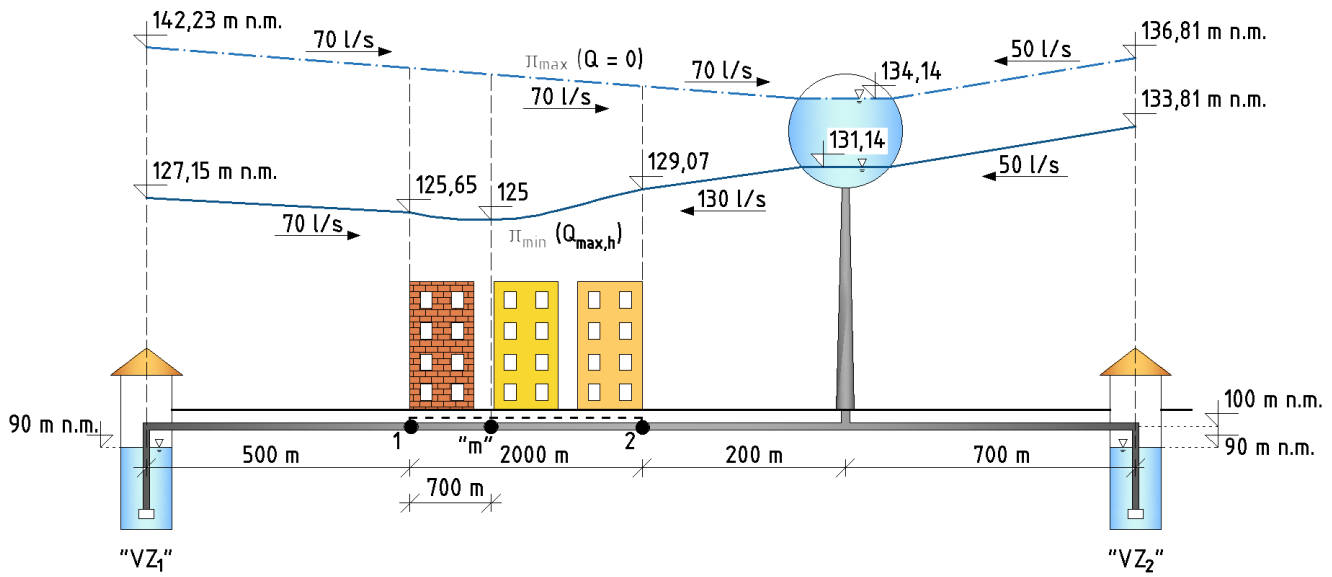 142,23 m n.m.
70 l/s
πmax (Q = 0)
70 l/s
70 l/s
134,14
50 l/s
136,81 m n.m.
133,81 m n.m.
131,14
127,15 m n.m.
125,65
125
129,07
50 l/s
130 l/s
70 l/s
πmin (Qmax,h)
90 m n.m.
100 m n.m.
90 m n.m.
1
"m"
2
500 m
2000 m
200 m
700 m
700 m
"VZ1"
"VZ2"